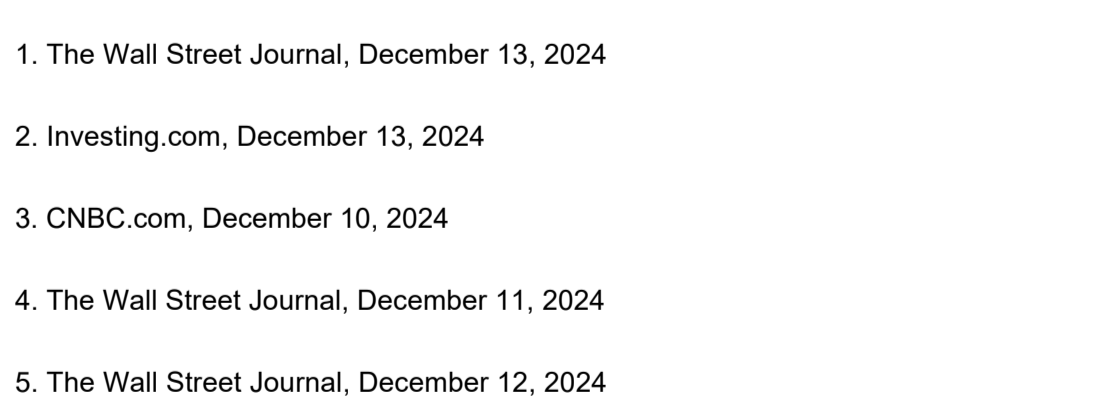 1. The Wall Street Journal, December 13, 2024
2. Investing.com, December 13, 2024
3. CNBC.com, December 10, 2024
4. The Wall Street Journal, December 11, 2024
5. The Wall Street Journal, December 12, 2024